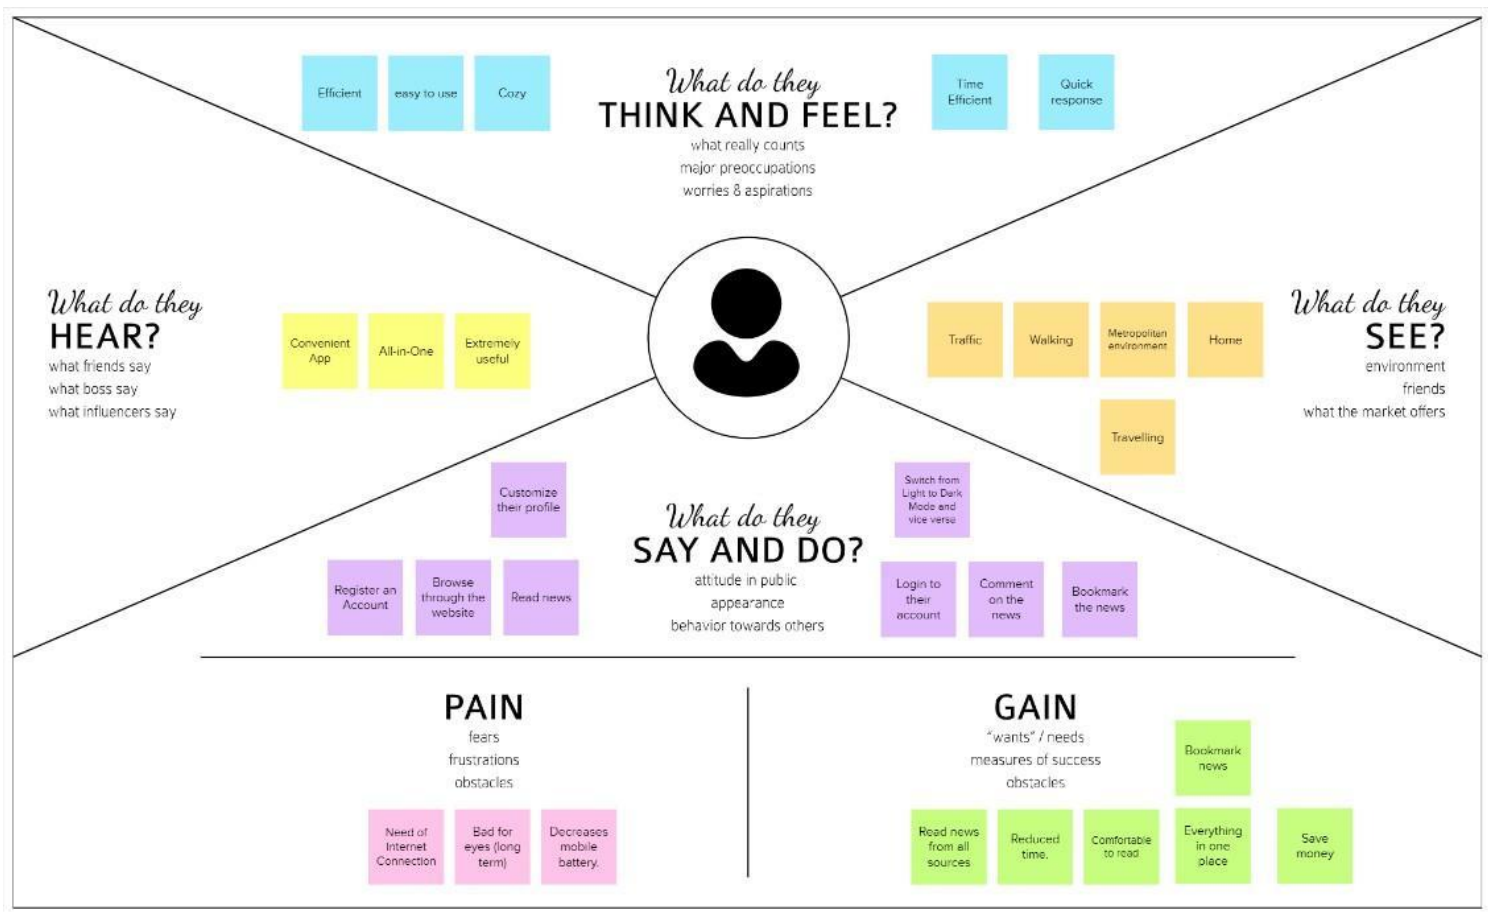 Efficient
easy to use
Cozy
What do they
THINK AND FEEL?
what really counts
major preoccupations
worries & aspirations
Time
Efficient
Quick
response
What do they
HEAR?
what friends say
what boss say
what influencers say
Convenient
App
All-in-One
Extremely
useful
Traffic
Walking
Metropolitan
environment
Home
Travelling
What do they
SEE?
environment
friends
what the market offers
Customize
their profile
Register an
Account
Browse
through the
website
Read news
What do they
SAY AND DO?
attitude in public
appearance
behavior towards others
Switch from
Light to Dark
Mode and
vice versa
Login to
their
account
Comment
on the
news
Bookmark
the news
PAIN
fears
frustrations
obstacles
Need of
Internet
Connection
Bad for
eyes (long
term)
Decreases
mobile
battery.
GAIN
"wants" / needs
measures of success
obstacles
Bookmark
news
Read news
from all
sources
Reduced
time.
Comfortable
to read
Everything
in one
place
Save
money